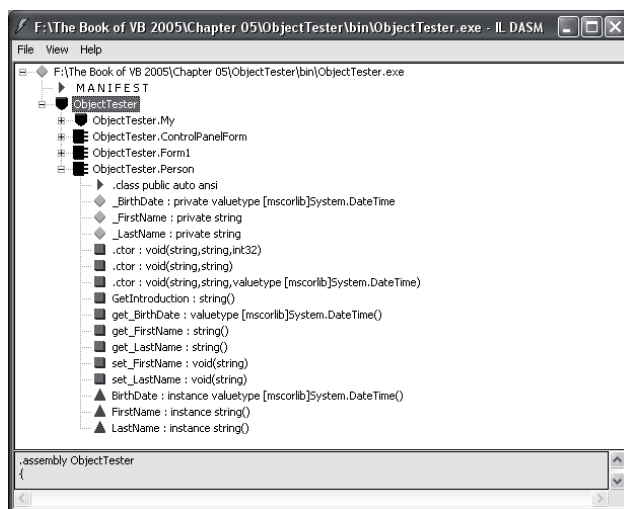 F:\The Book of VB 2005\Chapter 05\ObjectTester\bin\ObjectTester.exe - IL DASM
File View Help
F:\The Book of VB 2005\Chapter 05\ObjectTester\bin\ObjectTester.exe
MANIFEST
ObjectTester
ObjectTester.My
ObjectTester.ControlPanelForm
ObjectTester.Form1
ObjectTester.Person
.class public auto ansi
_BirthDate : private valuetype [mscorlib]System.DateTime
_FirstName : private string
_LastName : private string
.ctor : void(string,string,int32)
.ctor : void(string,string)
.ctor : void(string,string,valuetype [mscorlib]System.DateTime)
GetIntroduction : string()
get_BirthDate : valuetype [mscorlib]System.DateTime()
get_FirstName : string()
get_LastName : string()
set_FirstName : void(string)
set_LastName : void(string)
BirthDate : instance valuetype [mscorlib]System.DateTime()
FirstName : instance string()
LastName : instance string()
.assembly ObjectTester
{